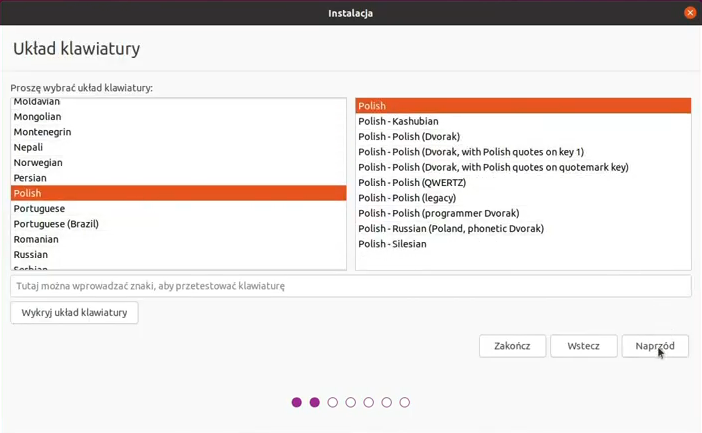 Instalacja
Układ klawiatury
Proszę wybrać układ klawiatury:
Moldavian
Mongolian
Montenegrin
Nepali
Norwegian
Persian
Polish
Portuguese
Portuguese (Brazil)
Romanian
Russian
Serbian
Polish
Polish - Kashubian
Polish - Polish (Dvorak)
Polish - Polish (Dvorak, with Polish quotes on key 1)
Polish - Polish (Dvorak, with Polish quotes on quotemark key)
Polish - Polish (QWERTZ)
Polish - Polish (legacy)
Polish - Polish (programmer Dvorak)
Polish - Russian (Poland, phonetic Dvorak)
Polish - Silesian
Tutaj można wprowadzać znaki, aby przetestować klawiaturę
Wykryj układ klawiatury
Zakończ
Wstecz
Naprzód